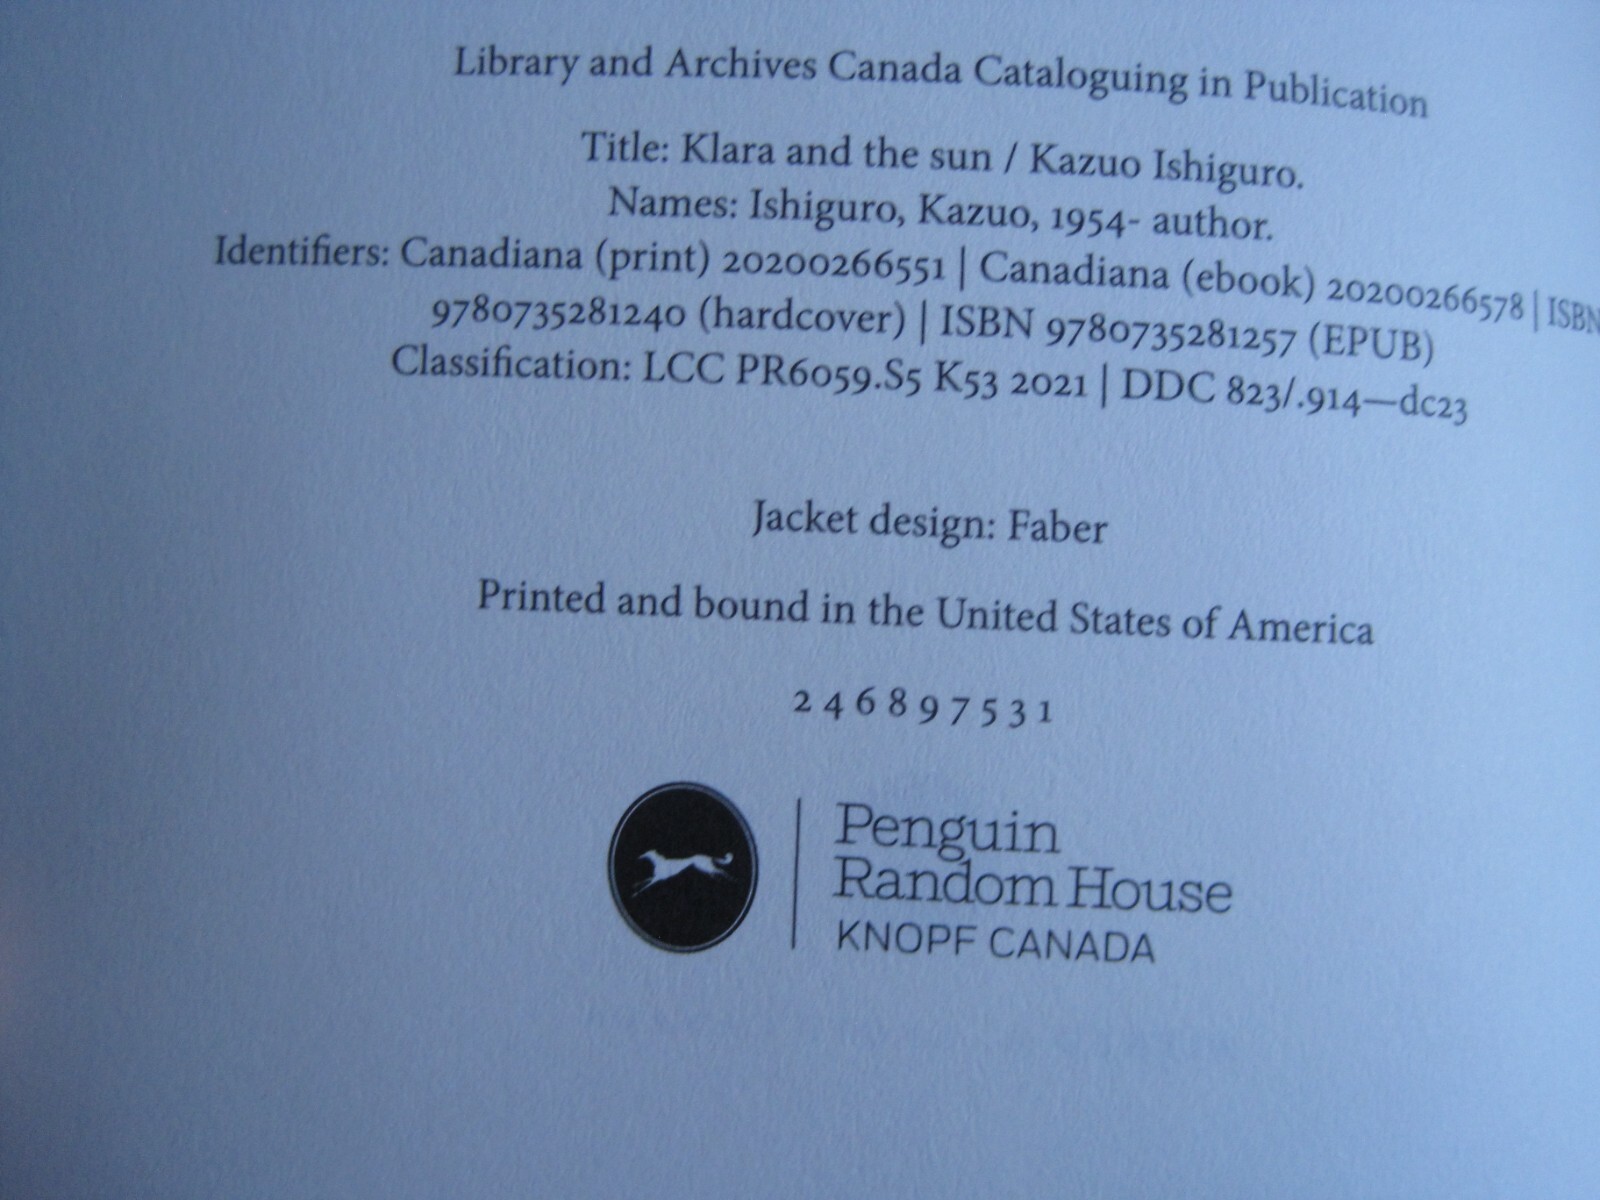 Library and Archives Canada Cataloguing in Publication
Title: Klara and the sun / Kazuo Ishiguro.
Names: Ishiguro, Kazuo, 1954- author.
Identifiers: Canadiana (print) 20200266551 | Canadiana (ebook) 20200266578 | ISBN
9780735281240 (hardcover) | ISBN 9780735281257 (EPUB)
Classification: LCC PR6059.S5 K53 2021 | DDC 823/.914—dc23
Jacket design: Faber
Printed and bound in the United States of America
2 4 6 8 9 7 5 3 1
Penguin
Random House
KNOPF CANADA